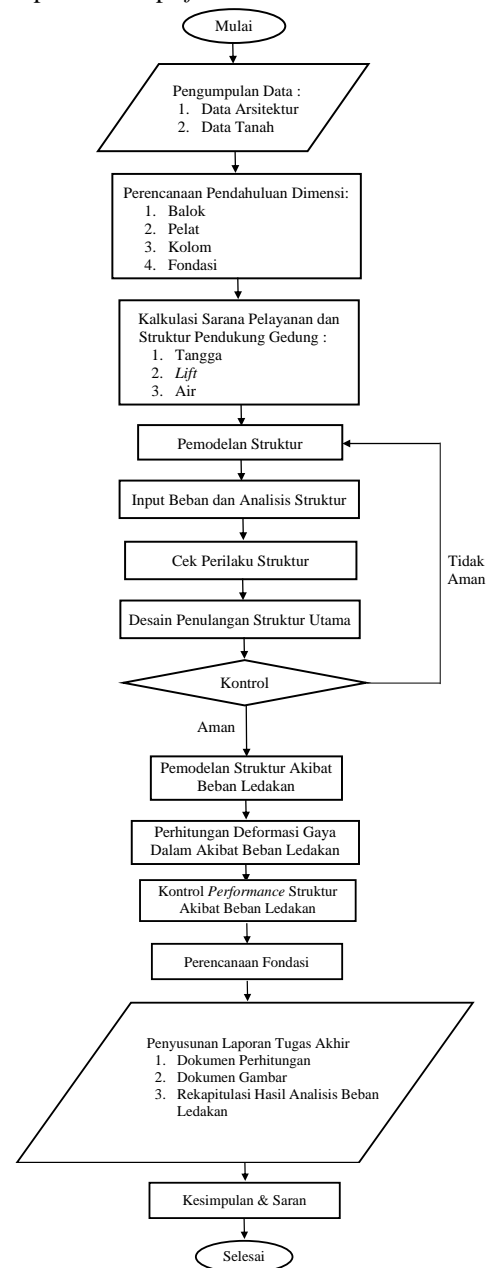 Mulai
Pengumpulan Data :
1. Data Arsitektur
2. Data Tanah
Perencanaan Pendahuluan Dimensi:
1. Balok
2. Pelat
3. Kolom
4. Fondasi
Kalkulasi Sarana Pelayanan dan
Struktur Pendukung Gedung :
1. Tangga
2. Lift
3. Air
Pemodelan Struktur
Input Beban dan Analisis Struktur
Cek Perilaku Struktur
Tidak
Aman
Desain Penulangan Struktur Utama
Kontrol
Aman
Pemodelan Struktur Akibat
Beban Ledakan
Perhitungan Deformasi Gaya
Dalam Akibat Beban Ledakan
Kontrol Performance Struktur
Akibat Beban Ledakan
Perencanaan Fondasi
Penyusunan Laporan Tugas Akhir
1. Dokumen Perhitungan
2. Dokumen Gambar
3. Rekapitulasi Hasil Analisis Beban
Ledakan
Kesimpulan & Saran
Selesai